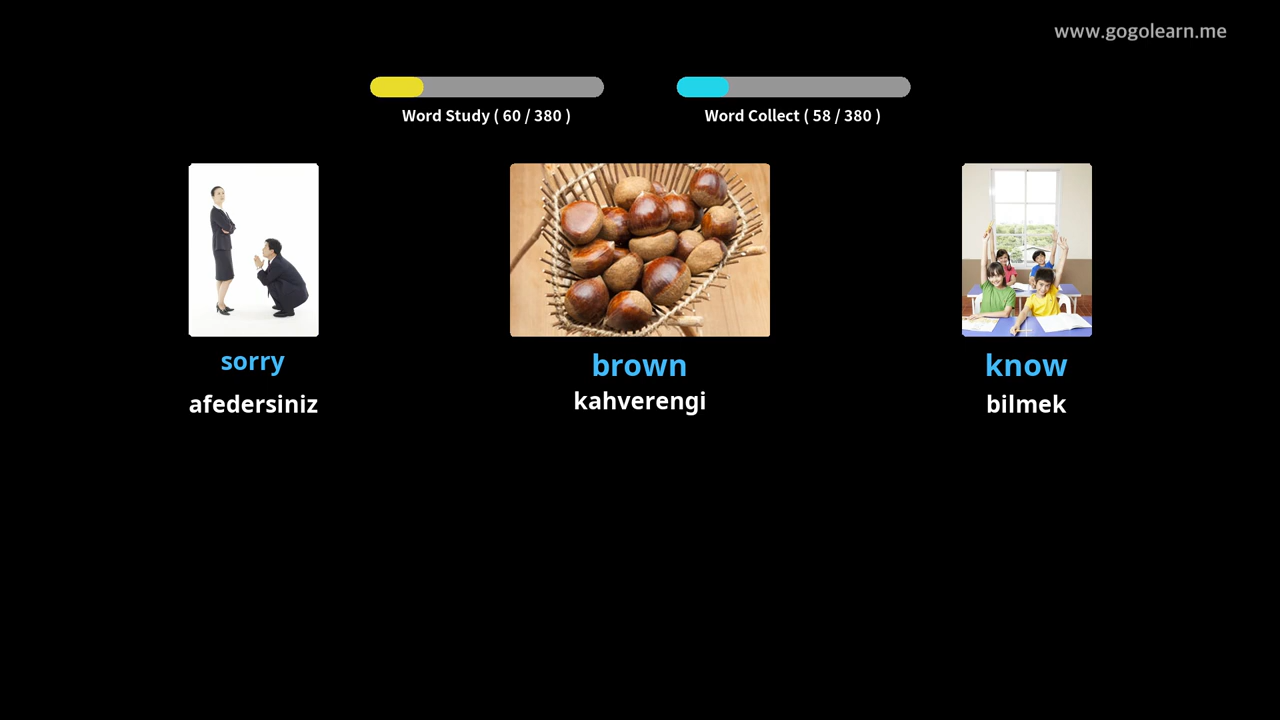 www.gogolearn.me
Word Study ( 60 / 380 )
Word Collect ( 58 / 380 )
sorry
afedersiniz
brown
kahverengi
know
bilmek